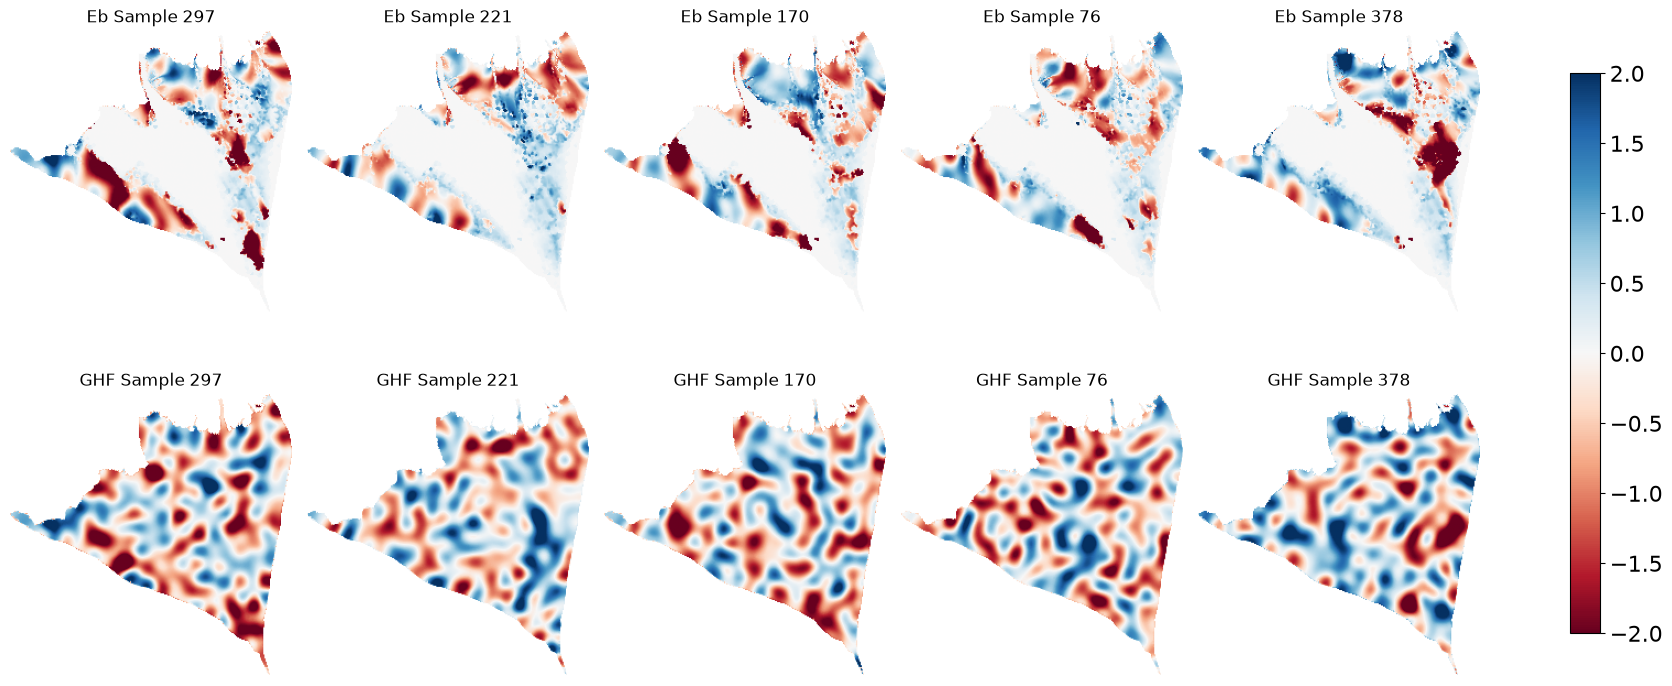 Eb Sample 297
Eb Sample 221
Eb Sample 170
Eb Sample 76
Eb Sample 378
GHF Sample 297
GHF Sample 221
GHF Sample 170
GHF Sample 76
GHF Sample 378
2.0
1.5
1.0
0.5
0.0
−0.5
−1.0
−1.5
−2.0